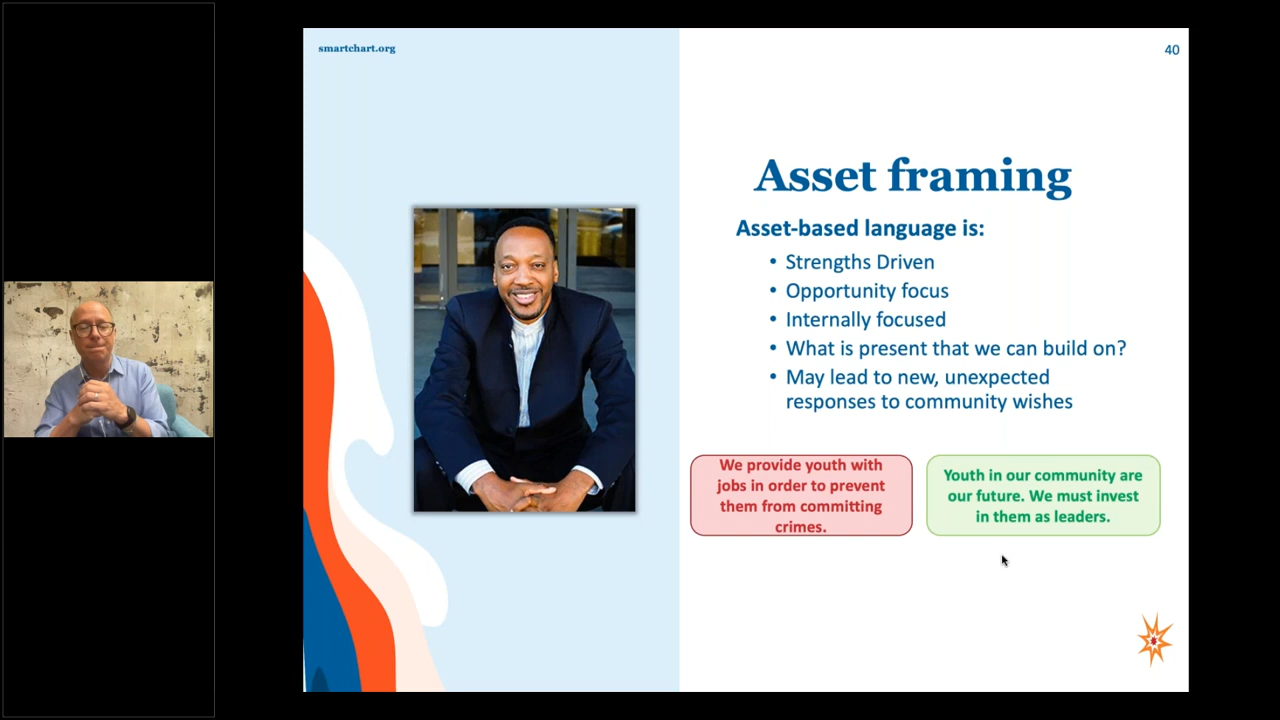 smartchart.org
40
Asset framing
Asset-based language is:
• Strengths Driven
• Opportunity focus
• Internally focused
• What is present that we can build on?
• May lead to new, unexpected
responses to community wishes
We provide youth with
jobs in order to prevent
them from committing
crimes.
Youth in our community are
our future. We must invest
in them as leaders.